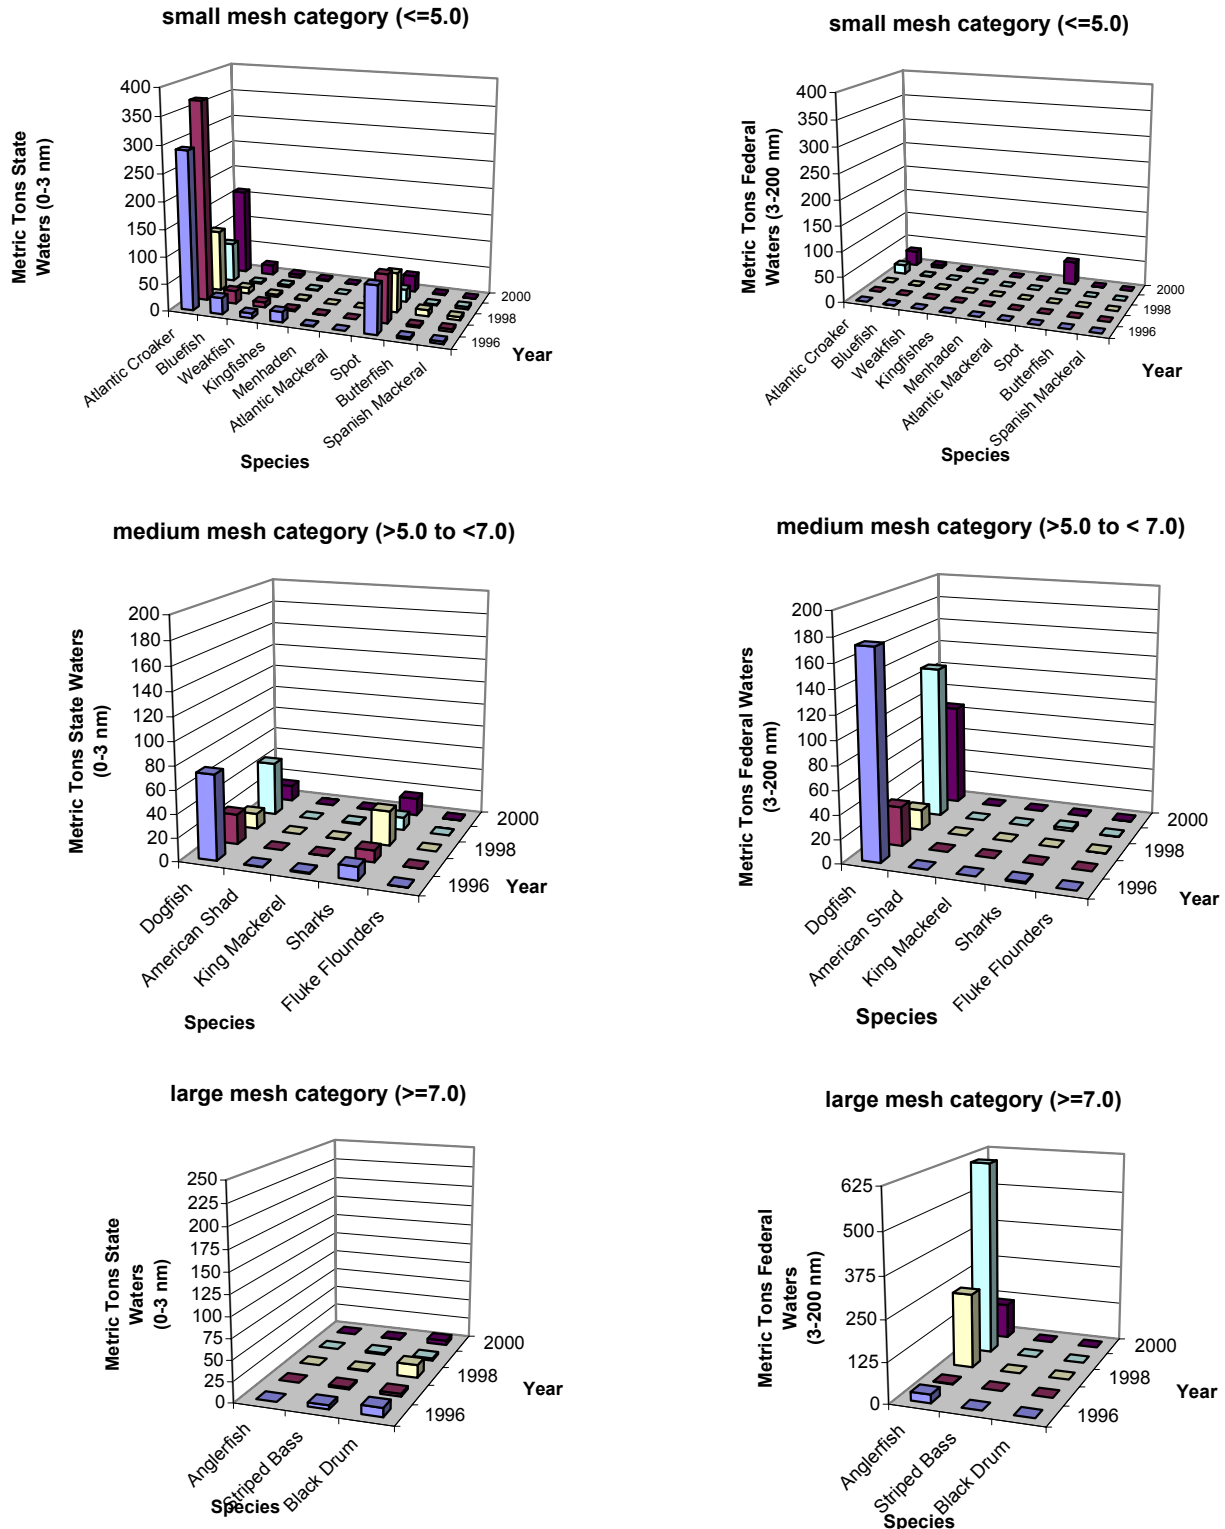 small mesh category (<=5.0)
400
350
300
250
200
150
100
50
0
Metric Tons State
Waters (0-3 nm)
Atlantic Croaker
Bluefish
Weakfish
Kingfishes
Menhaden
Atlantic Mackeral
Spot
Butterfish
Spanish Mackeral
2000
1998
1996
Year
Species
small mesh category (<=5.0)
400
350
300
250
200
150
100
50
0
Metric Tons Federal
Waters (3-200 nm)
Atlantic Croaker
Bluefish
Weakfish
Kingfishes
Menhaden
Atlantic Mackeral
Spot
Butterfish
Spanish Mackeral
2000
1998
1996
Year
Species
medium mesh category (>5.0 to <7.0)
200
180
160
140
120
100
80
60
40
20
0
Metric Tons State Waters
(0-3 nm)
Dogfish
American Shad
King Mackerel
Sharks
Fluke Flounders
2000
1998
1996
Year
Species
medium mesh category (>5.0 to < 7.0)
200
180
160
140
120
100
80
60
40
20
0
Metric Tons Federal Waters
(3-200 nm)
Dogfish
American Shad
King Mackerel
Sharks
Fluke Flounders
2000
1998
1996
Year
Species
large mesh category (>=7.0)
250
225
200
175
150
125
100
75
50
25
0
Metric Tons State
Waters
(0-3 nm)
Anglerfish
Striped Bass
Black Drum
2000
1998
1996
Year
Species
large mesh category (>=7.0)
625
500
375
250
125
0
Metric Tons Federal
Waters
(3-200 nm)
Anglerfish
Striped Bass
Black Drum
2000
1998
1996
Year
Species